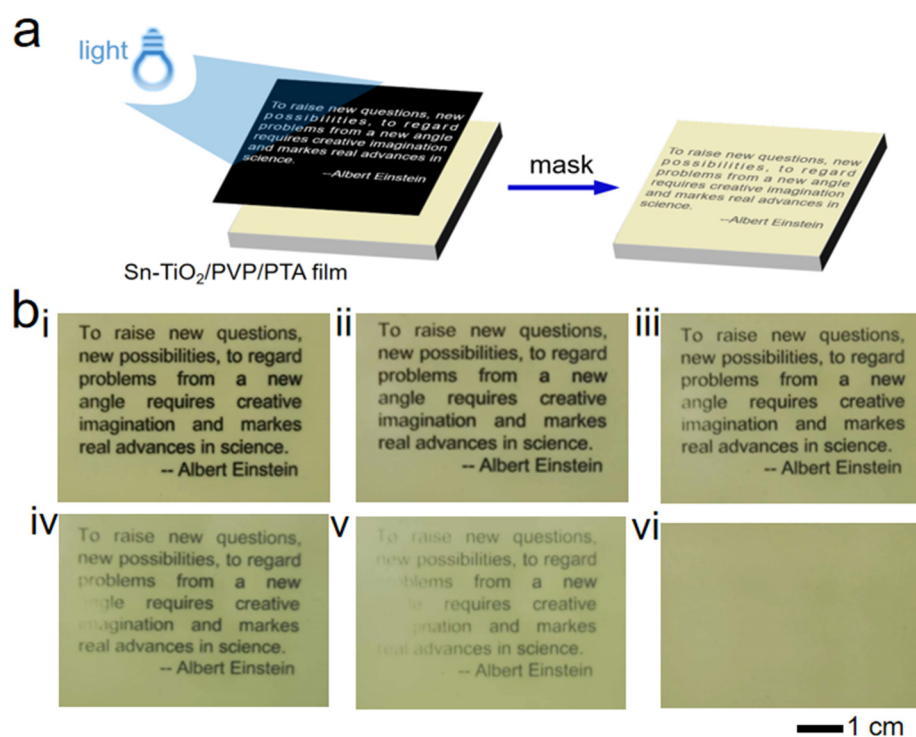 a
light
To raise new questions, new
possibilities, to regard
problems from a new angle
requires creative imagination
and markes real advances in
science.
--Albert Einstein
mask
To raise new questions, new
possibilities, to regard
problems from a new angle
requires creative imagination
and markes real advances in
science.
--Albert Einstein
Sn-TiO₂/PVP/PTA film
b
i
To raise new questions,
new possibilities, to regard
problems from a new
angle requires creative
imagination and markes
real advances in science.
-- Albert Einstein
ii
To raise new questions,
new possibilities, to regard
problems from a new
angle requires creative
imagination and markes
real advances in science.
-- Albert Einstein
iii
To raise new questions,
new possibilities, to regard
problems from a new
angle requires creative
imagination and markes
real advances in science.
-- Albert Einstein
iv
To raise new questions,
new possibilities, to regard
problems from a new
angle requires creative
imagination and markes
real advances in science.
-- Albert Einstein
v
To raise new questions,
new possibilities, to regard
problems from a new
requires creative
and markes
real advances in science.
-- Albert Einstein
vi
1 cm